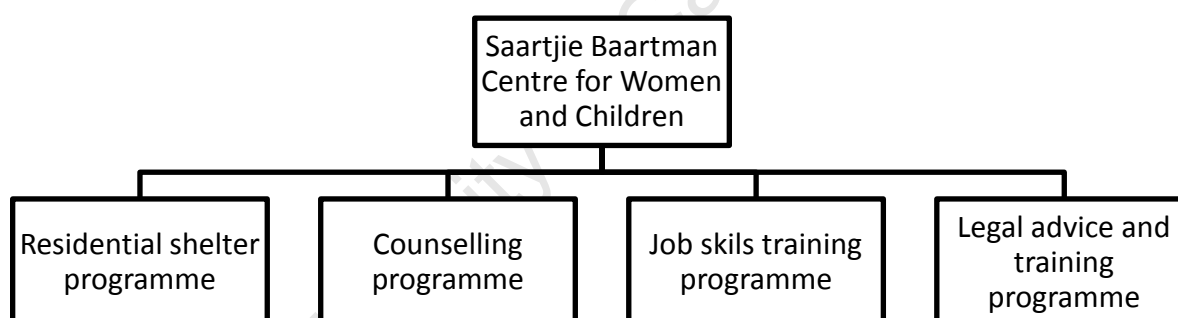 Saartjie Baartman
Centre for Women
and Children
Residential shelter
programme
Counselling
programme
Job skils training
programme
Legal advice and
training
programme